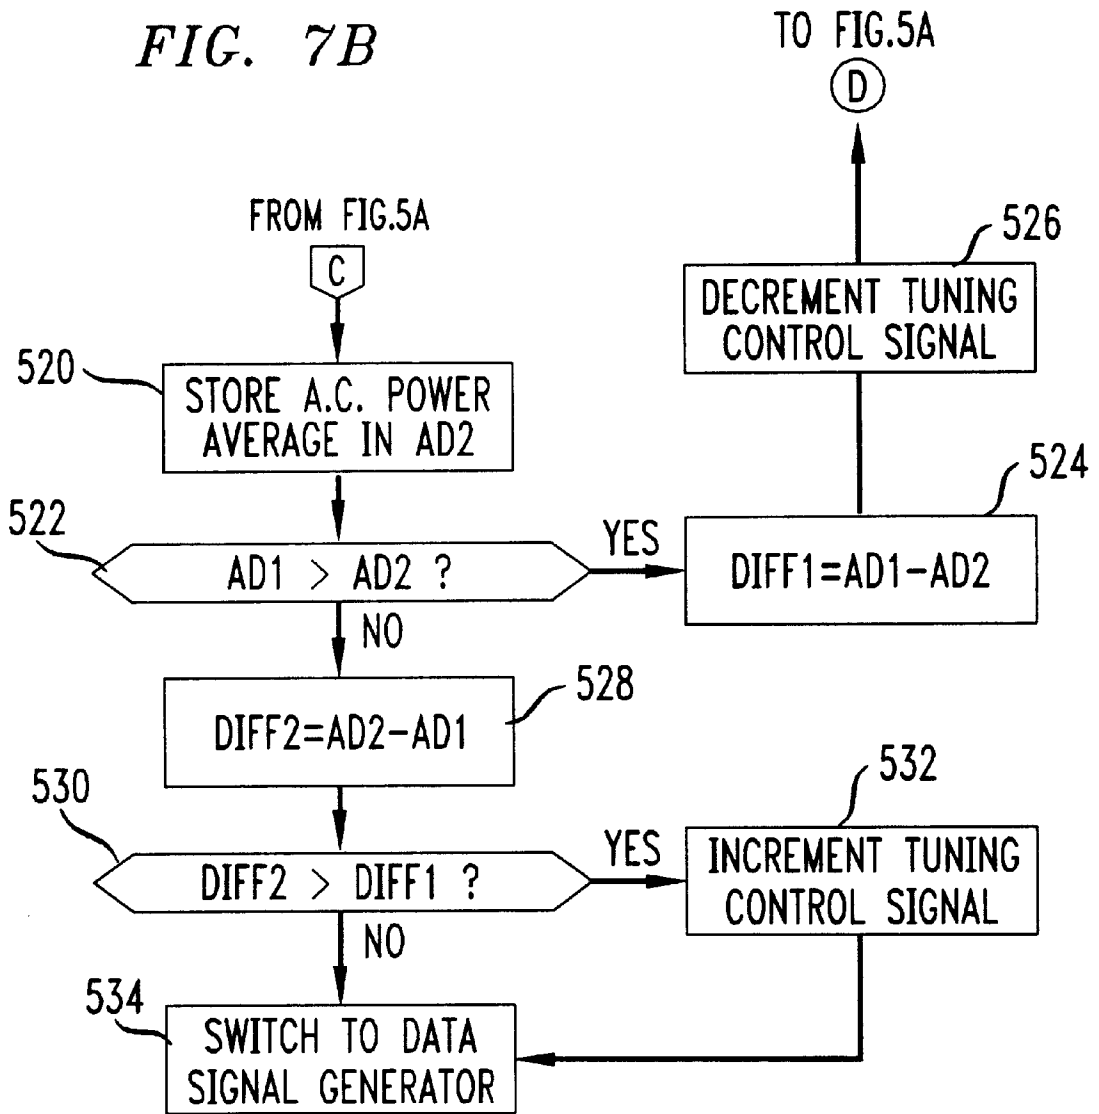 FIG. 7B
TO FIG.5A
D
FROM FIG.5A
C
526
DECREMENT TUNING
CONTROL SIGNAL
520
STORE A.C. POWER
AVERAGE IN AD2
524
522
AD1 > AD2 ?
YES
DIFF1=AD1-AD2
NO
528
DIFF2=AD2-AD1
532
530
DIFF2 > DIFF1 ?
YES
INCREMENT TUNING
CONTROL SIGNAL
NO
534
SWITCH TO DATA
SIGNAL GENERATOR